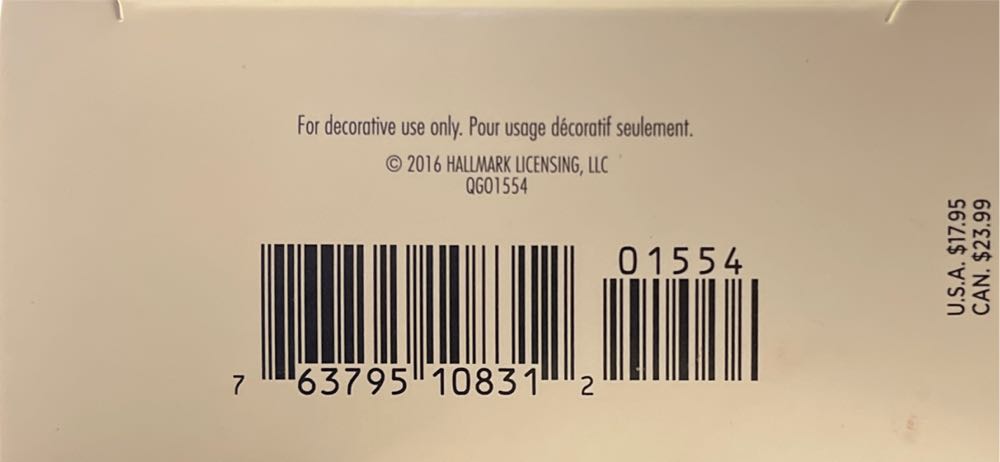 For decorative use only. Pour usage décoratif seulement.
© 2016 HALLMARK LICENSING, LLC
QGO1554
01554
7 63795 10831 2
U.S.A. $17.95
CAN. $23.99